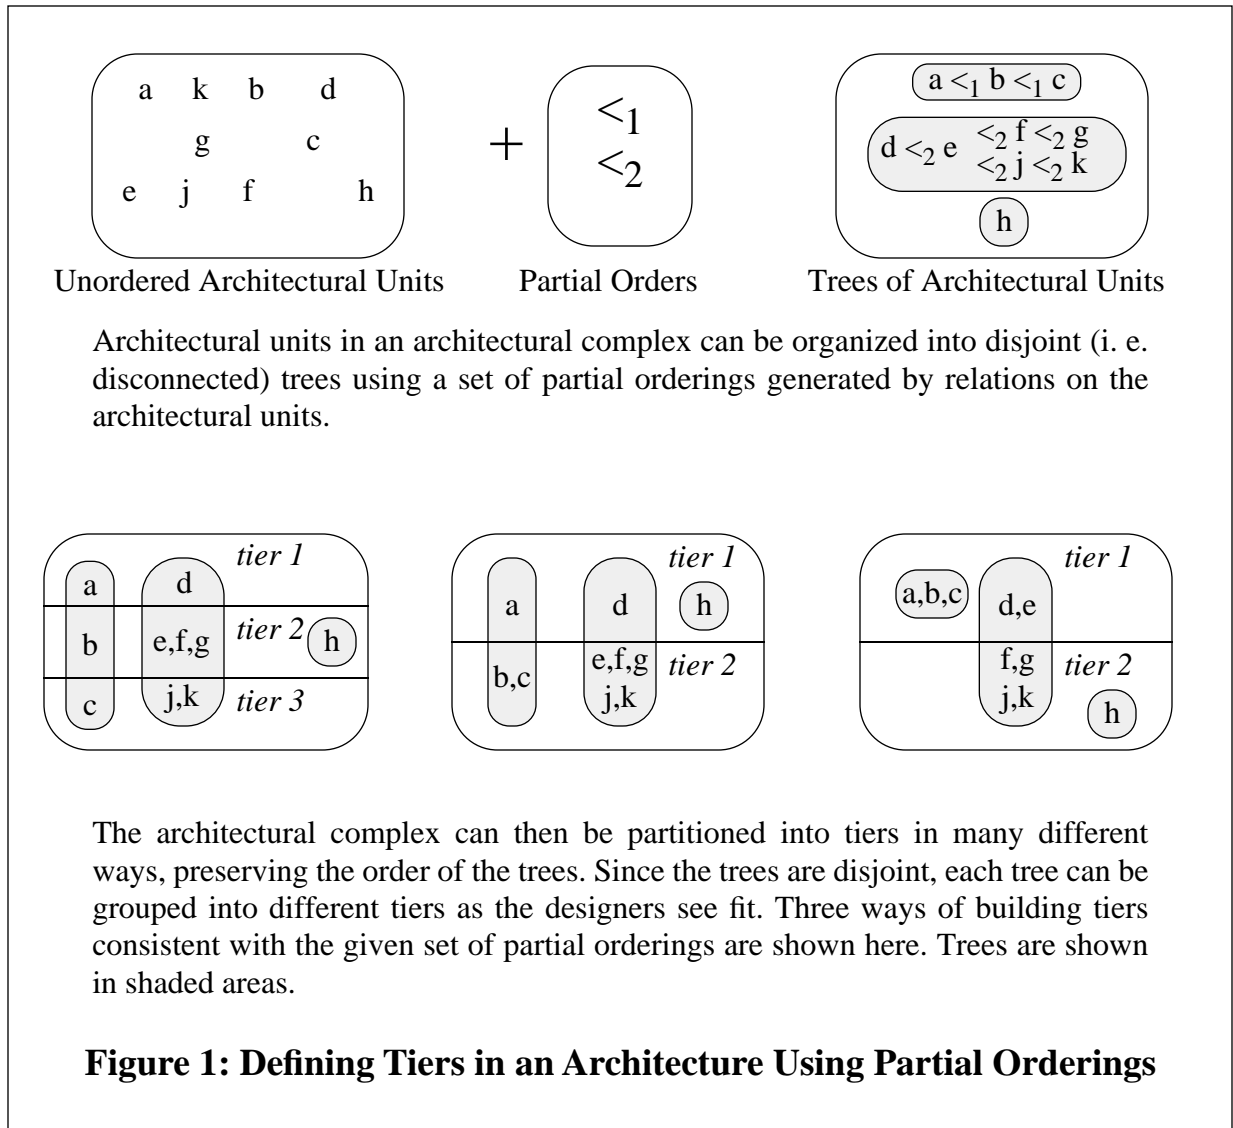 a k b d
g c
e j f h
Unordered Architectural Units
+
<1
<2
Partial Orders
a <1 b <1 c
d <2 e <2 f <2 g
<2 j <2 k
h
Trees of Architectural Units
Architectural units in an architectural complex can be organized into disjoint (i. e.
disconnected) trees using a set of partial orderings generated by relations on the
architectural units.
a d tier 1
b e,f,g tier 2 h
c j,k tier 3
a d tier 1 h
b,c e,f,g tier 2
j,k
a,b,c d,e tier 1
f,g tier 2
j,k h
The architectural complex can then be partitioned into tiers in many different
ways, preserving the order of the trees. Since the trees are disjoint, each tree can be
grouped into different tiers as the designers see fit. Three ways of building tiers
consistent with the given set of partial orderings are shown here. Trees are shown
in shaded areas.
Figure 1: Defining Tiers in an Architecture Using Partial Orderings